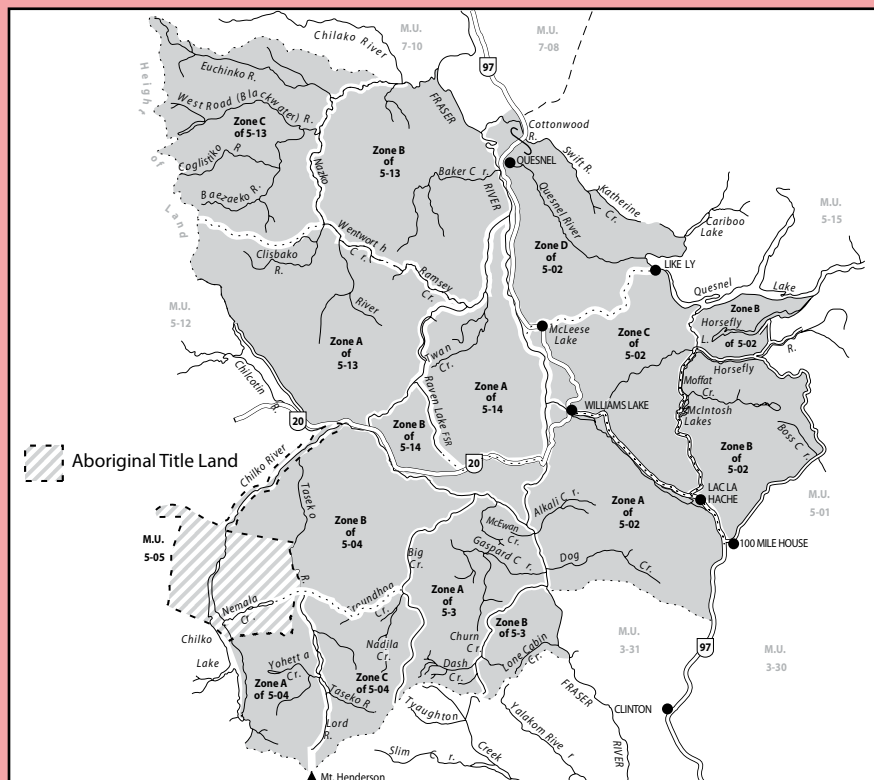 M.U.
7-10
M.U.
7-08
Chilako River
97
Height
of
Land
Euchinko R.
West Road (Blackwater) R.
Zone C
of 5-13
Coglistiko
R
Baezaeko R.
Nazko
Zone B
of
5-13
FRASER
RIVER
Baker C r.
Cottonwood
R.
QUESNEL
Swift R.
Katherine
Cr.
Quesnel River
Cariboo
Lake
M.U.
5-15
Zone D
of
5-02
LIKE LY
Quesnel
Lake
Wentwort h
C r.
Clisbako
R.
Ramsey
Cr.
River
M.U.
5-12
Zone A
of
5-13
Chilcotin
R.
Twan
Cr.
McLeese
Lake
Zone C
of
5-02
Zone B
of 5-02
Horsefly
L.
R.
Horsefly
Moffat
Cr.
McIntosh
Lakes
Zone A
of
5-14
Raven Lake FSR
Zone B
of
5-14
WILLIAMS LAKE
20
20
Zone B
of
5-02
Boss C r.
LAC LA
HACHE
M.U.
5-01
Aboriginal Title Land
Chilko River
Taseko
R.
Zone B
of
5-04
McEwan
Cr.
Alkali C r.
Zone A
of
5-02
100 MILE HOUSE
M.U.
5-05
Big
Cr.
Gaspard C r.
Dog
Cr.
Zone A
of
5-3
Nemaia
Cr.
Groundhog
Cr.
Zone B
of 5-3
Churn
Cr.
Lone Cabin
Cr.
Dash
Cr.
Chilko
Lake
Yohett a
Cr.
Nadila
Cr.
Zone A
of 5-04
Zone C
of 5-04
Taseko R
Lord
R.
M.U.
3-31
97
M.U.
3-30
CLINTON
FRASER
RIVER
Tyaughton
Creek
Yalakom Rive r
Slim C r.
Mt. Henderson